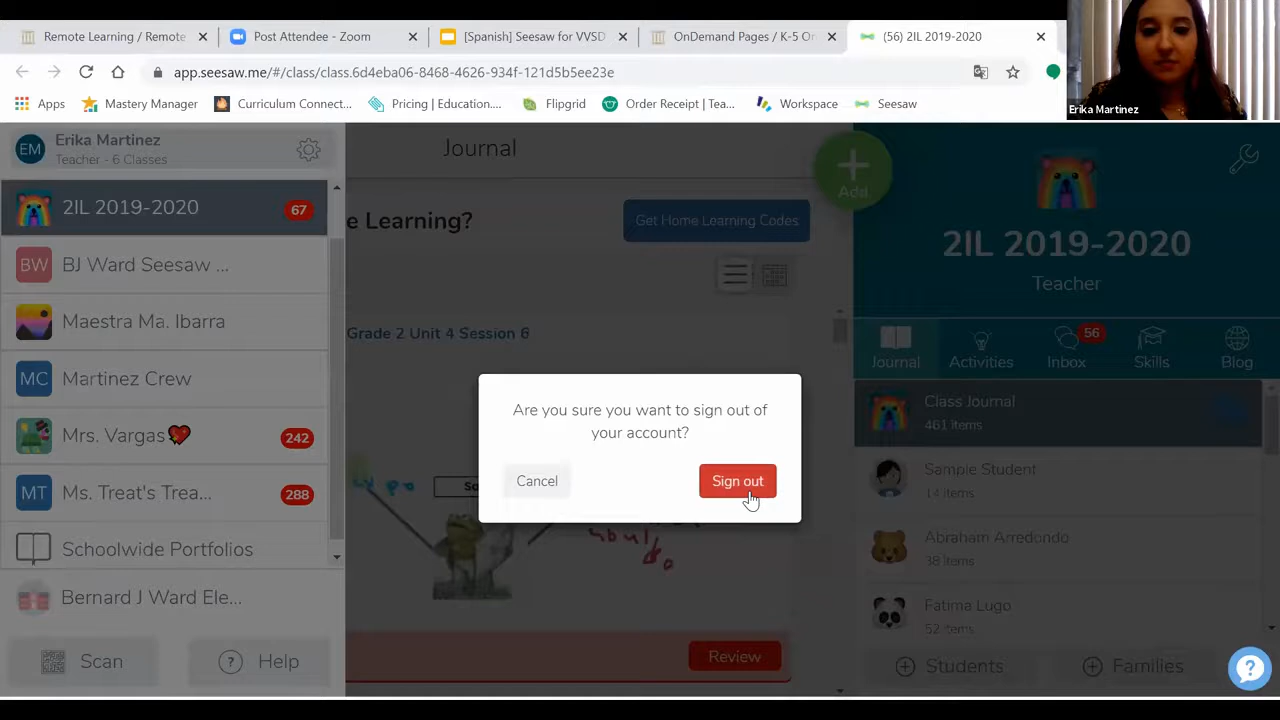 Remote Learning / Remote
Post Attendee - Zoom
[Spanish] Seesaw for VVSD
OnDemand Pages / K-5 On
(56) 2IL 2019-2020
app.seesaw.me/#/class/class.6d4eba06-8468-4626-934f-121d5b5ee23e
Apps
Mastery Manager
Curriculum Connect...
Pricing | Education....
Flipgrid
Order Receipt | Tea...
Workspace
Seesaw
Erika Martinez
EM
Erika Martinez
Teacher - 6 Classes
2IL 2019-2020
67
BW
BJ Ward Seesaw ...
Maestra Ma. Ibarra
MC
Martinez Crew
Mrs. Vargas
242
MT
Ms. Treat's Trea...
288
Schoolwide Portfolios
Bernard J Ward Ele...
Scan
? Help
Journal
Add
e Learning?
Get Home Learning Codes
Grade 2 Unit 4 Session 6
Are you sure you want to sign out of
your account?
Cancel
Sign out
Review
2IL 2019-2020
Teacher
Journal
Activities
56
Inbox
Skills
Blog
Class Journal
461 items
Sample Student
14 items
Abraham Arredondo
38 items
Fatima Lugo
52 items
Students
Families
?